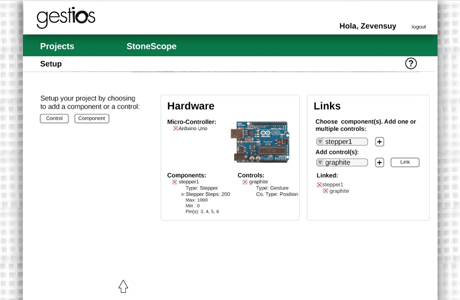 gestios
Hola, Zevensuy
logout
Projects
StoneScope
Setup
?
Setup your project by choosing
to add a component or a control:
Control
Component
Hardware
Micro-Controller:
Arduino Uno
Components:
stepper1
Type: Stepper
Stepper Steps: 200
Max: 1000
Min : 0
Pin(s): 3, 4, 5, 6
Controls:
graphite
Type: Gesture
Co. Type: Position
Links
Choose component(s). Add one or
multiple controls:
stepper1
+
Add control(s):
graphite
+
Link
Linked:
stepper1
graphite